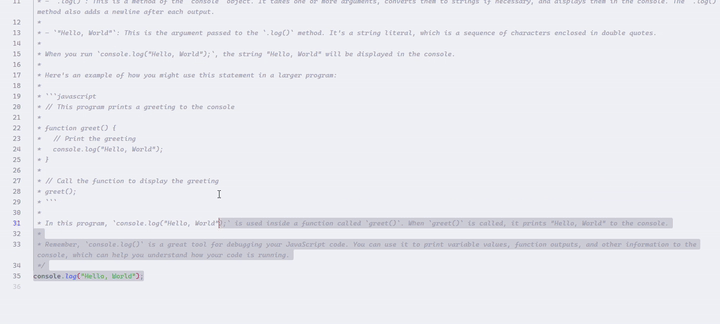 11 * - `.log()`: This is a method of the `console` object. It takes one or more arguments, converts them to strings if necessary, and displays them in the console. The `.log()`
method also adds a newline after each output.
12 *
13 * - `"Hello, World"`: This is the argument passed to the `.log()` method. It's a string literal, which is a sequence of characters enclosed in double quotes.
14 *
15 * When you run `console.log("Hello, World");`, the string "Hello, World" will be displayed in the console.
16 *
17 * Here's an example of how you might use this statement in a larger program:
18 *
19 * ```javascript
20 * // This program prints a greeting to the console
21 *
22 * function greet() {
23 *   // Print the greeting
24 *   console.log("Hello, World");
25 * }
26 *
27 * // Call the function to display the greeting
28 * greet();
29 * ```
30 *
31 * In this program, `console.log("Hello, World");` is used inside a function called `greet()`. When `greet()` is called, it prints "Hello, World" to the console.
32 *
33 * Remember, `console.log()` is a great tool for debugging your JavaScript code. You can use it to print variable values, function outputs, and other information to the
console, which can help you understand how your code is running.
34 */
35 console.log("Hello, World");
36